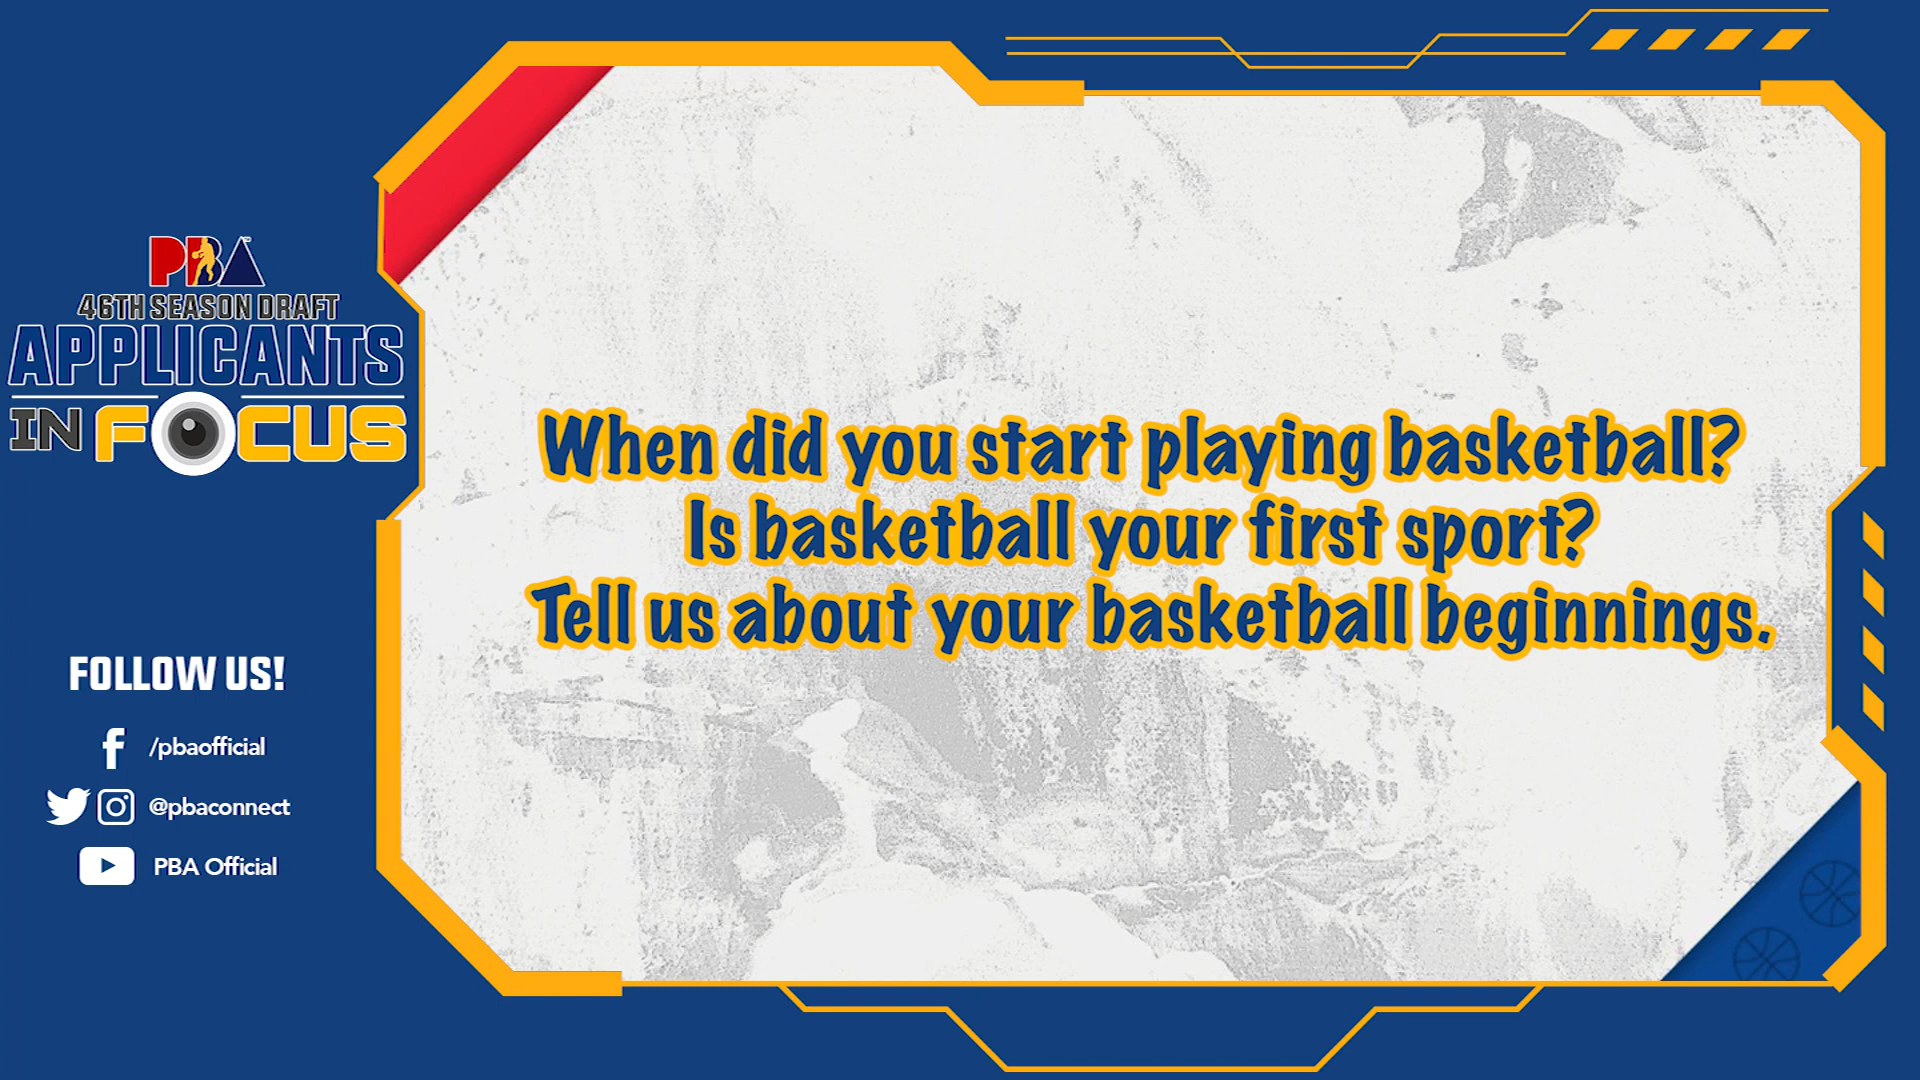 PBA
46TH SEASON DRAFT
APPLICANTS
IN FOCUS
FOLLOW US!
/pbaofficial
@pbaconnect
PBA Official
When did you start playing basketball?
Is basketball your first sport?
Tell us about your basketball beginnings.